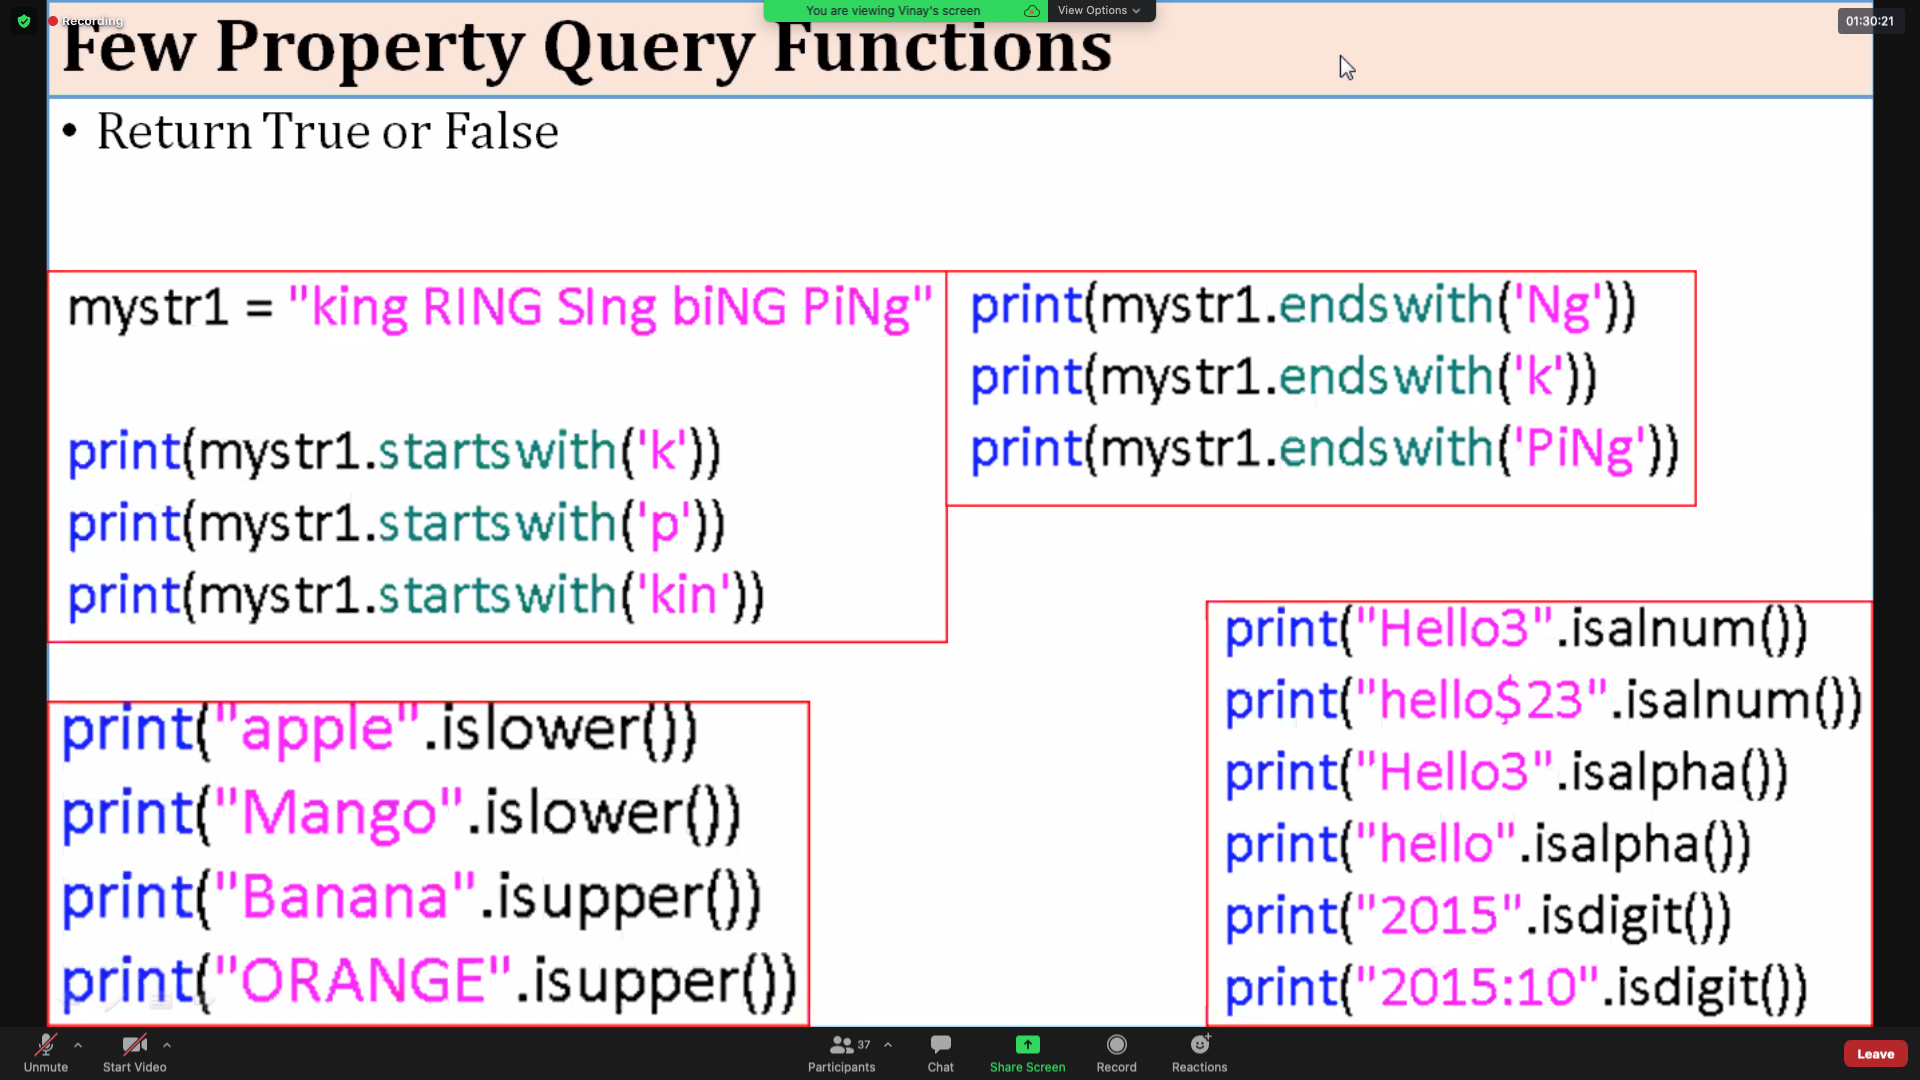 Recording
You are viewing Vinay's screen
View Options
01:30:21
Few Property Query Functions
• Return True or False
mystr1 = "king RING SIng biNG PiNg"
print(mystr1.startswith('k'))
print(mystr1.startswith('p'))
print(mystr1.startswith('kin'))
print(mystr1.endswith('Ng'))
print(mystr1.endswith('k'))
print(mystr1.endswith('PiNg'))
print("apple".islower())
print("Mango".islower())
print("Banana".isupper())
print("ORANGE".isupper())
print("Hello3".isalnum())
print("hello$23".isalnum())
print("Hello3".isalpha())
print("hello".isalpha())
print("2015".isdigit())
print("2015:10".isdigit())
Unmute
Start Video
37
Participants
Chat
Share Screen
Record
Reactions
Leave